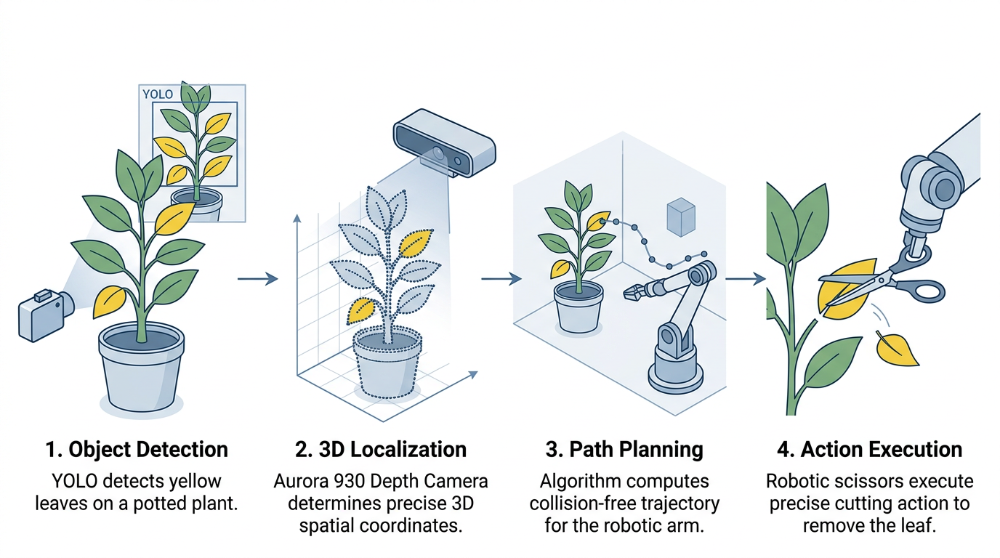 YOLO
1. Object Detection
YOLO detects yellow
leaves on a potted plant.
2. 3D Localization
Aurora 930 Depth Camera
determines precise 3D
spatial coordinates.
3. Path Planning
Algorithm computes
collision-free trajectory
for the robotic arm.
4. Action Execution
Robotic scissors execute
precise cutting action to
remove the leaf.